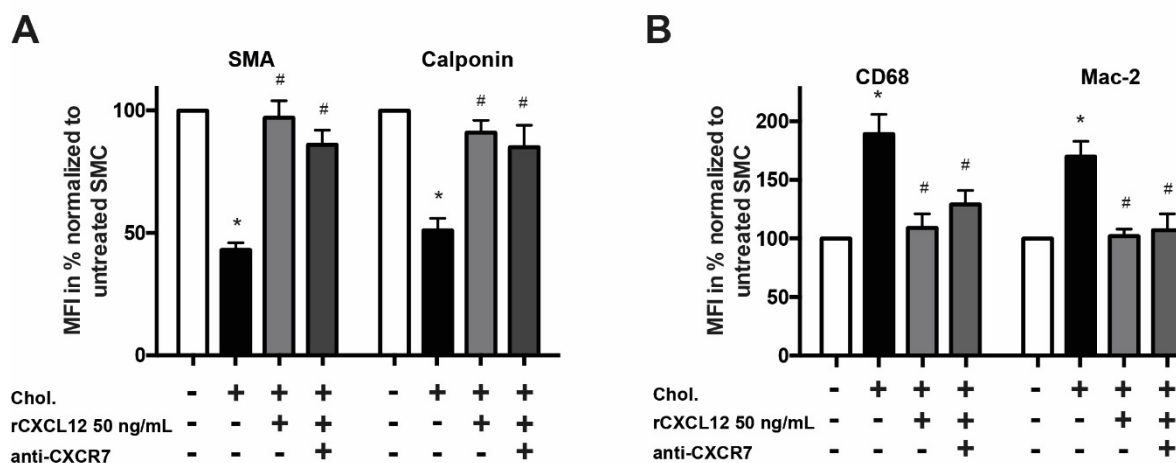 A
SMA Calponin
MFI in % normalized to
untreated SMC
100
50
0
* # # * # #
Chol. - + + + - + + +
rCXCL12 50 ng/mL - - + + - - + +
anti-CXCR7 - - - + - - - +
B
CD68 Mac-2
MFI in % normalized to
untreated SMC
200
150
100
50
0
* # # * # #
Chol. - + + + - + + +
rCXCL12 50 ng/mL - - + + - - + +
anti-CXCR7 - - - + - - - +